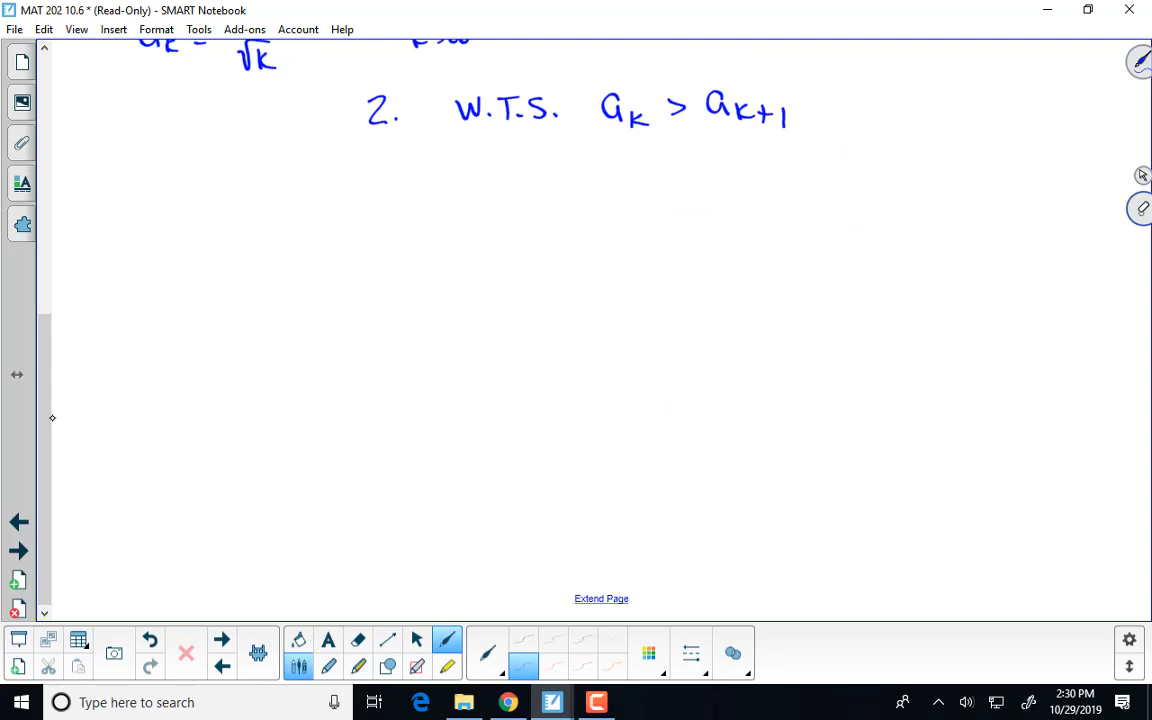 MAT 202 10.6 * (Read-Only) - SMART Notebook
File Edit View Insert Format Tools Add-ons Account Help
√k
2. W.T.S. a_k > a_k+1
Extend Page
Type here to search
2:30 PM
10/29/2019